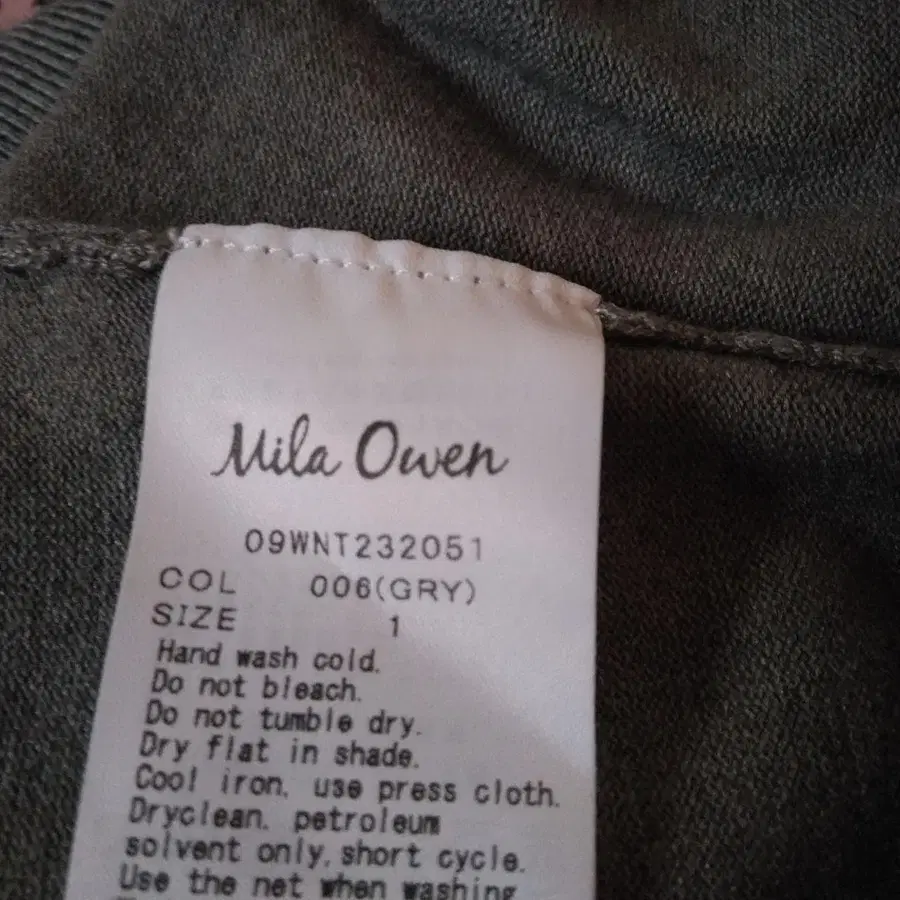 Mila Owen
09WNT232051
COL 006(GRY)
SIZE 1
Hand wash cold.
Do not bleach.
Do not tumble dry.
Dry flat in shade.
Cool iron, use press cloth.
Dryclean, petroleum
solvent only, short cycle.
Use the net when washing